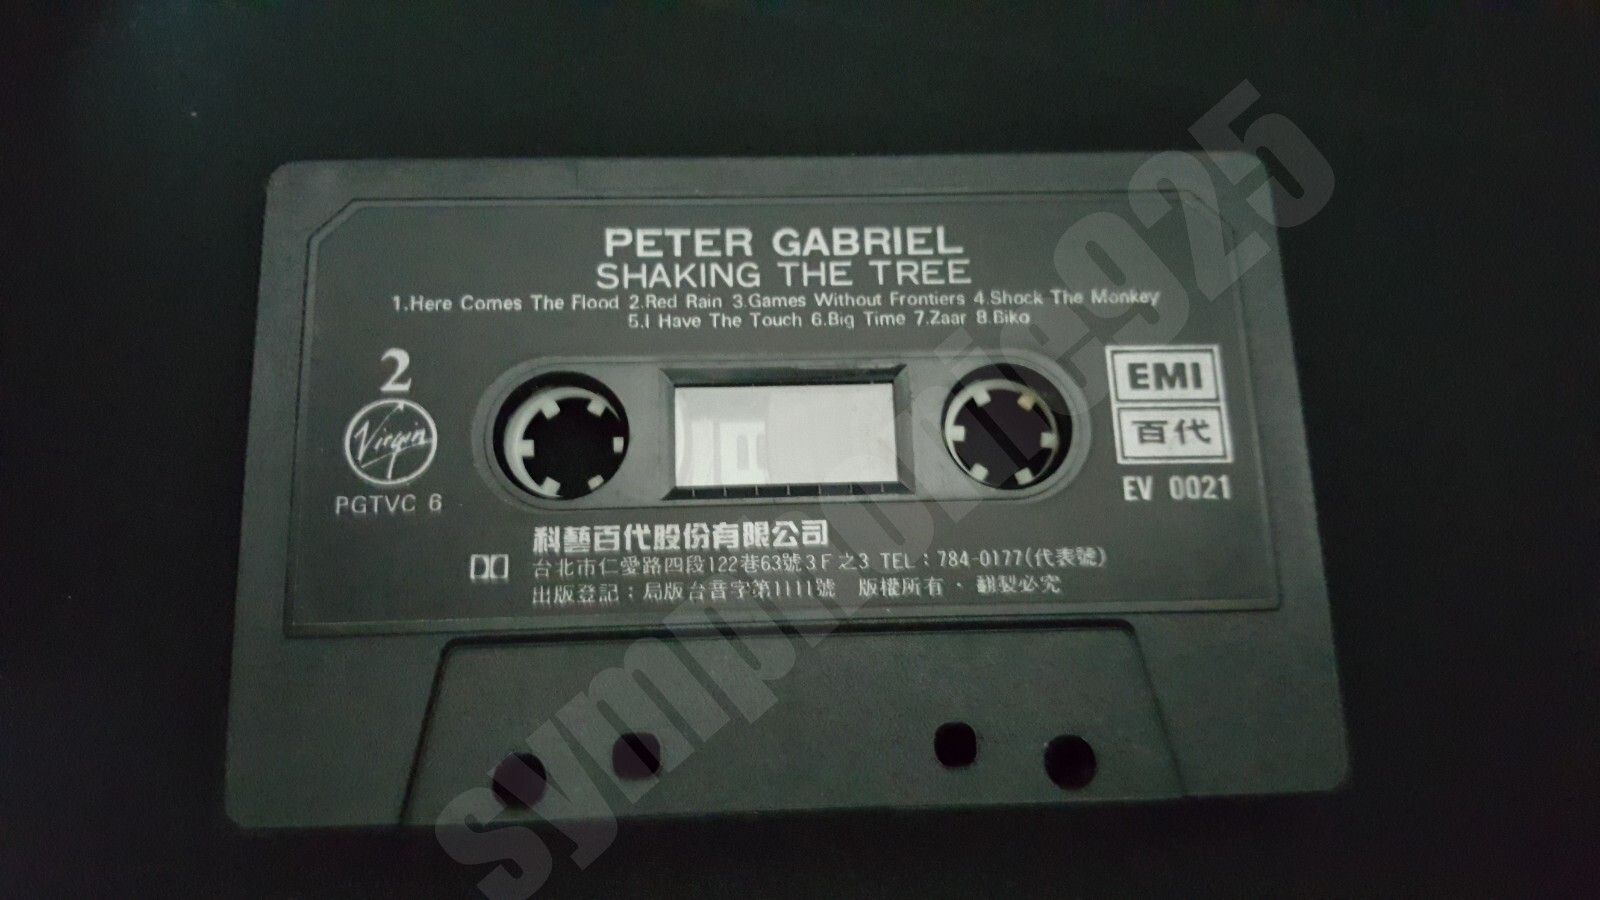 PETER GABRIEL
SHAKING THE TREE
1.Here Comes The Flood 2.Red Rain 3.Games Without Frontiers 4.Shock The Monkey
5.I Have The Touch 6.Big Time 7.Zaar 8.Biko
2
Virgin
PGTVC 6
EMI
百代
EV 0021
科藝百代股份有限公司
台北市仁愛路四段122巷63號3F之3 TEL：784-0177(代表號)
出版登記：局版台音字第1111號 版權所有、翻製必究
symphonie925